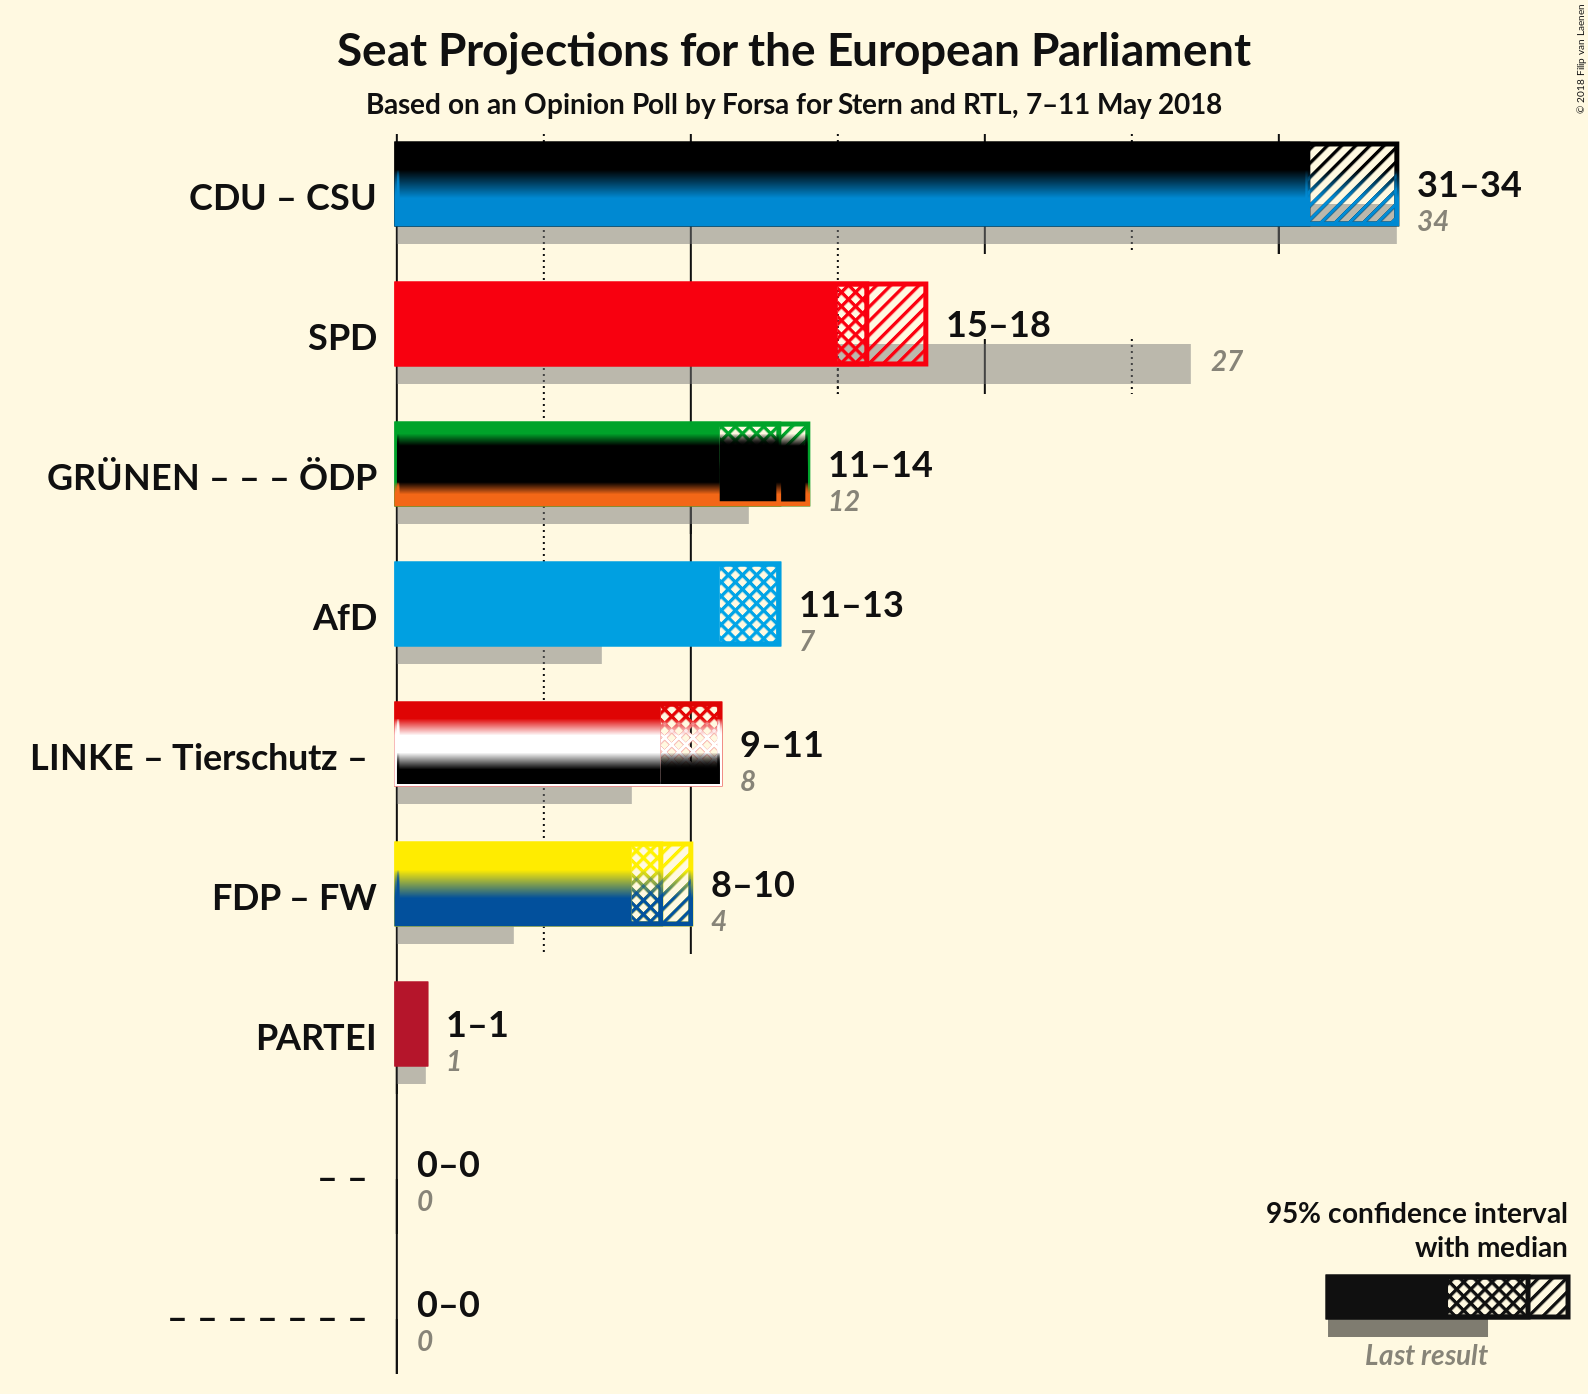 Seat Projections for the European Parliament
Based on an Opinion Poll by Forsa for Stern and RTL, 7–11 May 2018
© 2018 Filip van Laenen
CDU – CSU
31–34
34
SPD
15–18
27
GRÜNEN – – – ÖDP
11–14
12
AfD
11–13
7
LINKE – Tierschutz –
9–11
8
FDP – FW
8–10
4
PARTEI
1–1
1
– –
0–0
0
– – – – – – –
0–0
0
95% confidence interval
with median
Last result